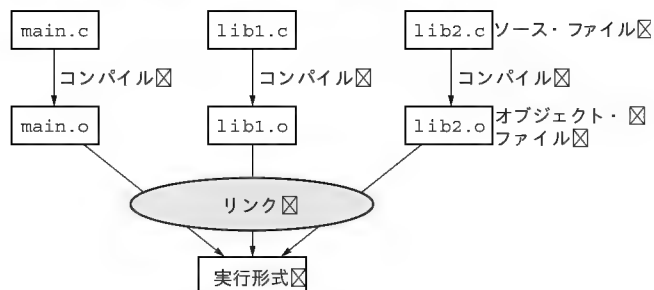 main.c lib1.c lib2.c ソース・ファイル
コンパイル コンパイル コンパイル
main.o lib1.o lib2.o オブジェクト・
ファイル
リンク
実行形式